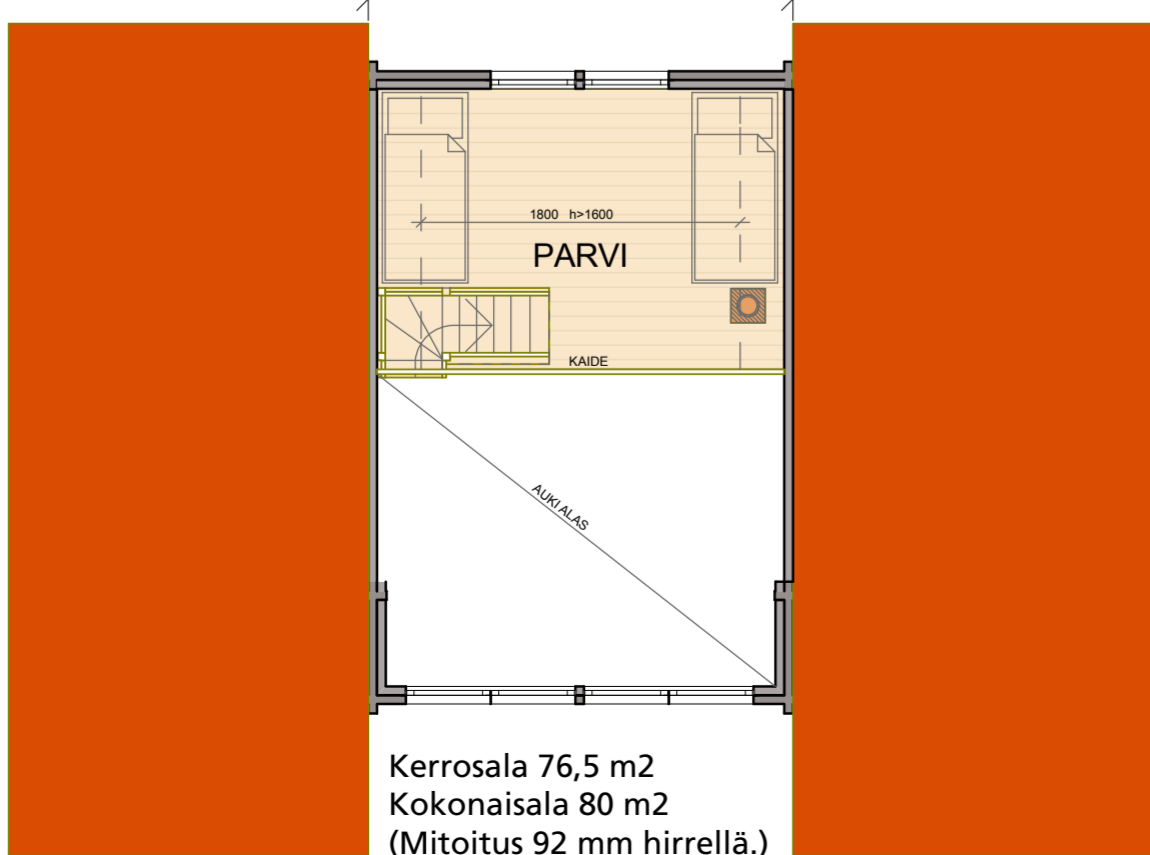 1800 h>1600
PARVI
KAIDE
AUKI ALAS
Kerrosala 76,5 m2
Kokonaisala 80 m2
(Mitoitus 92 mm hirrellä.)